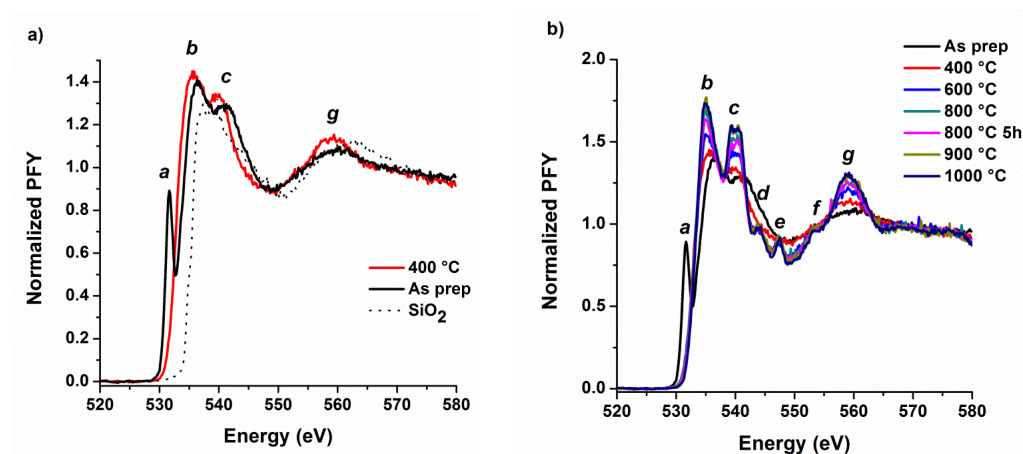 a)
b
c
g
a
1.4
1.2
1.0
0.8
0.6
0.4
0.2
0.0
Normalized PFY
400 °C
As prep
SiO2
520 530 540 550 560 570 580
Energy (eV)
b)
As prep
400 °C
600 °C
800 °C
800 °C 5h
900 °C
1000 °C
b
c
d
e
f
g
a
2.0
1.5
1.0
0.5
0.0
Normalized PFY
520 530 540 550 560 570 580
Energy (eV)